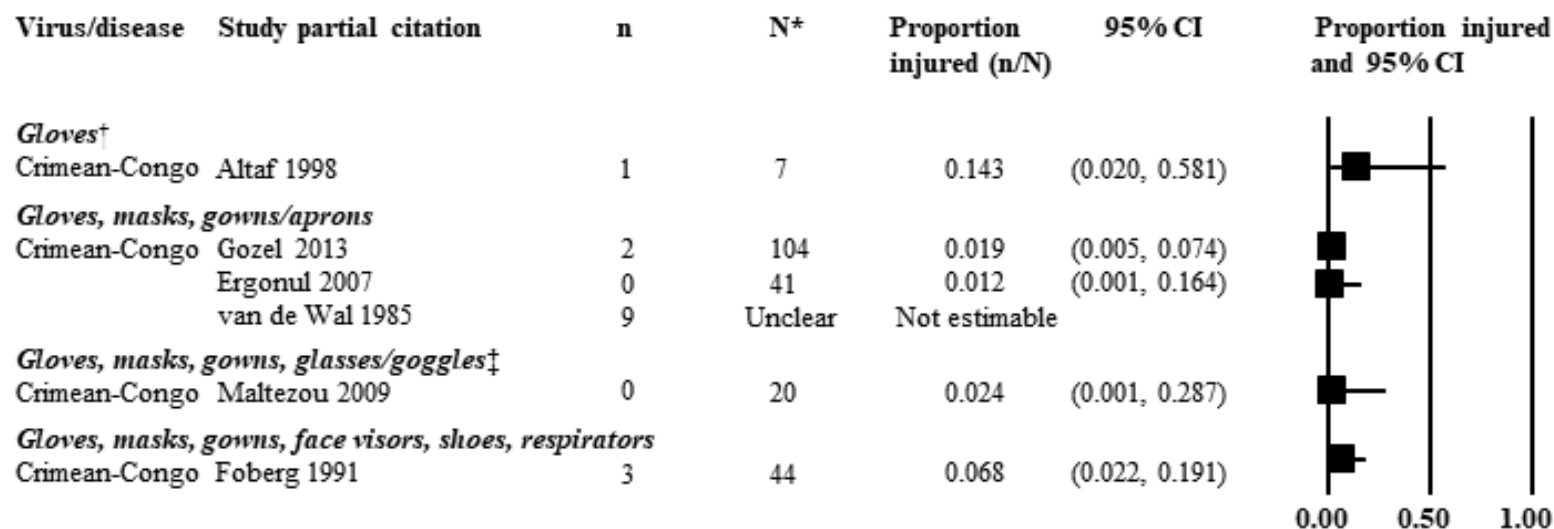 Virus/disease Study partial citation n N* Proportion 95% CI Proportion injured
injured (n/N) and 95% CI
Gloves†
Crimean-Congo Altaf 1998 1 7 0.143 (0.020, 0.581)
Gloves, masks, gowns/aprons
Crimean-Congo Gozel 2013 2 104 0.019 (0.005, 0.074)
Ergonul 2007 0 41 0.012 (0.001, 0.164)
van de Wal 1985 9 Unclear Not estimable
Gloves, masks, gowns, glasses/goggles‡
Crimean-Congo Maltezou 2009 0 20 0.024 (0.001, 0.287)
Gloves, masks, gowns, face visors, shoes, respirators
Crimean-Congo Foberg 1991 3 44 0.068 (0.022, 0.191)
0.00 0.50 1.00